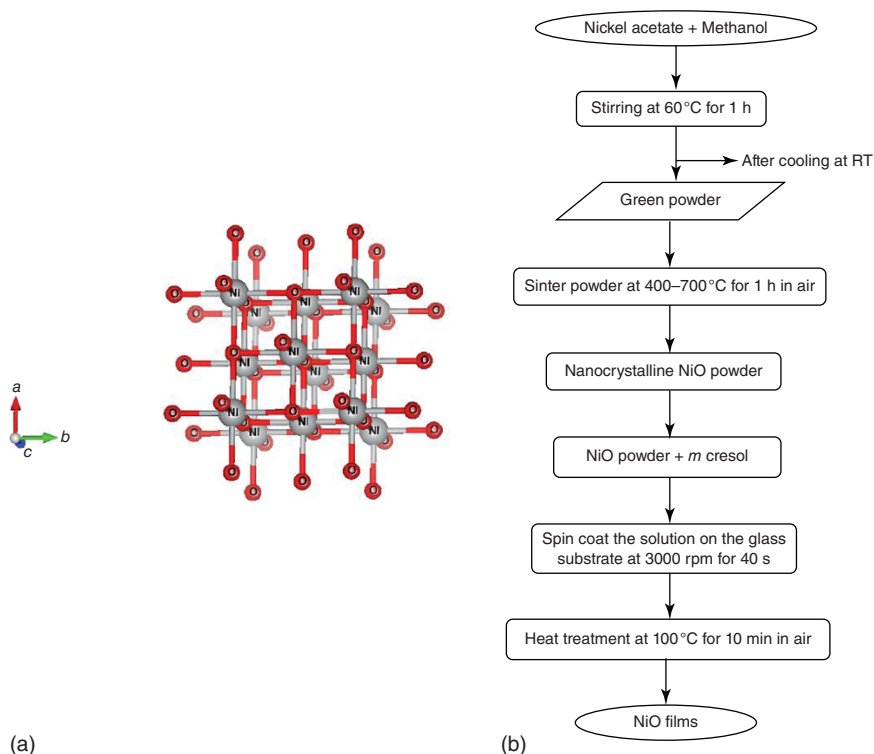 O O
O
O O
O Ni O O Ni O
O
Ni
O Ni Ni O
O Ni O
O Ni O Ni O
Ni
O Ni O O Ni O
O Ni Ni Ni O
O O
O O O
a
b
c
(a)
Nickel acetate + Methanol
Stirring at 60°C for 1 h
After cooling at RT
Green powder
Sinter powder at 400–700°C for 1 h in air
Nanocrystalline NiO powder
NiO powder + m cresol
Spin coat the solution on the glass
substrate at 3000 rpm for 40 s
Heat treatment at 100°C for 10 min in air
NiO films
(b)